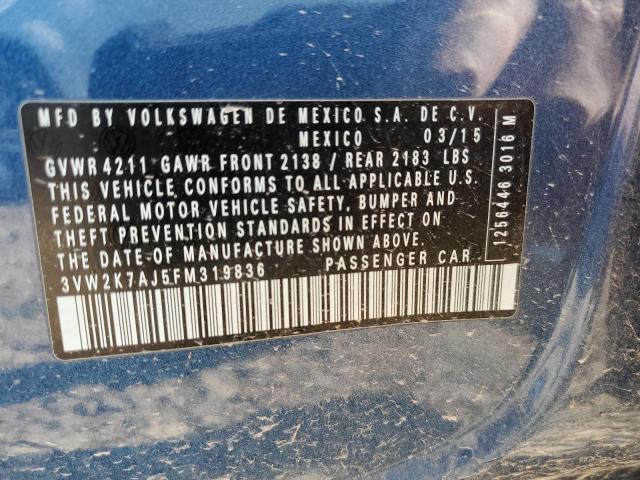 MFD BY VOLKSWAGEN DE MEXICO S.A. DE C.V.
MEXICO 03/15
GVWR 4211 GAWR FRONT 2138 / REAR 2183 LBS
THIS VEHICLE CONFORMS TO ALL APPLICABLE U.S.
FEDERAL MOTOR VEHICLE SAFETY, BUMPER AND
THEFT PREVENTION STANDARDS IN EFFECT ON
THE DATE OF MANUFACTURE SHOWN ABOVE.
3VW2K7AJ5FM319836 PASSENGER CAR
1256446 3016 M